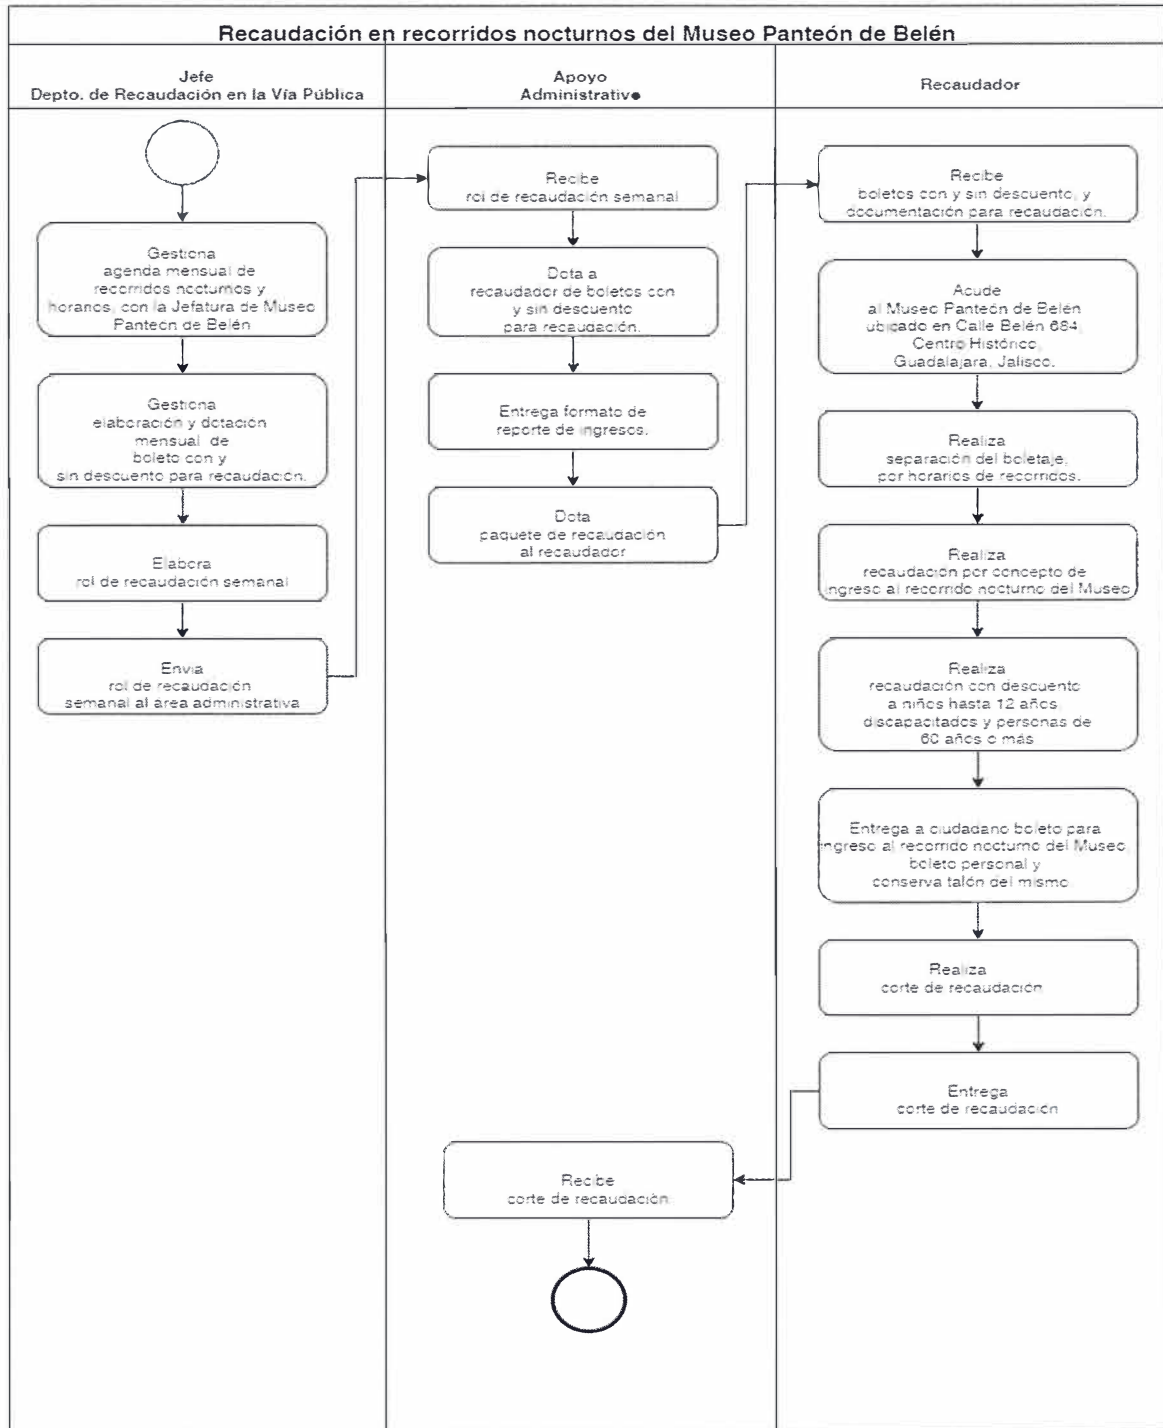 Recaudación en recorridos nocturnos del Museo Panteón de Belén
Jefe
Depto. de Recaudación en la Vía Pública
Apoyo
Administrativo
Recaudador
Gestiona
agenda mensual de
recorridos nocturnos y
horarios, con la Jefatura de Museo
Panteón de Belén
Gestiona
elaboración y dotación
mensual de
boleto con y
sin descuento para recaudación.
Elabora
rol de recaudación semanal
Envía
rol de recaudación
semanal al area administrativa
Recibe
rol de recaudación semanal
Dota a
recaudador de boletos con
y sin descuento
para recaudación.
Entrega formato de
reporte de ingresos.
Dota
paquete de recaudación
al recaudador
Recibe
boletos con y sin descuento, y
documentación para recaudación.
Acude
al Museo Panteón de Belén
ubicado en Calle Belén 684,
Centro Histórico,
Guadalajara, Jalisco.
Realiza
separación del boletaje,
por horarios de recorridos.
Realiza
recaudación por concepto de
ingreso al recorrido nocturno del Museo
Realiza
recaudación con descuento
a niños hasta 12 años,
discapacitados y personas de
60 años o más
Entrega a ciudadano boleto para
ingreso al recorrido nocturno del Museo,
boleto personal y
conserva talón del mismo
Realiza
corte de recaudación
Entrega
corte de recaudación
Recibe
corte de recaudación